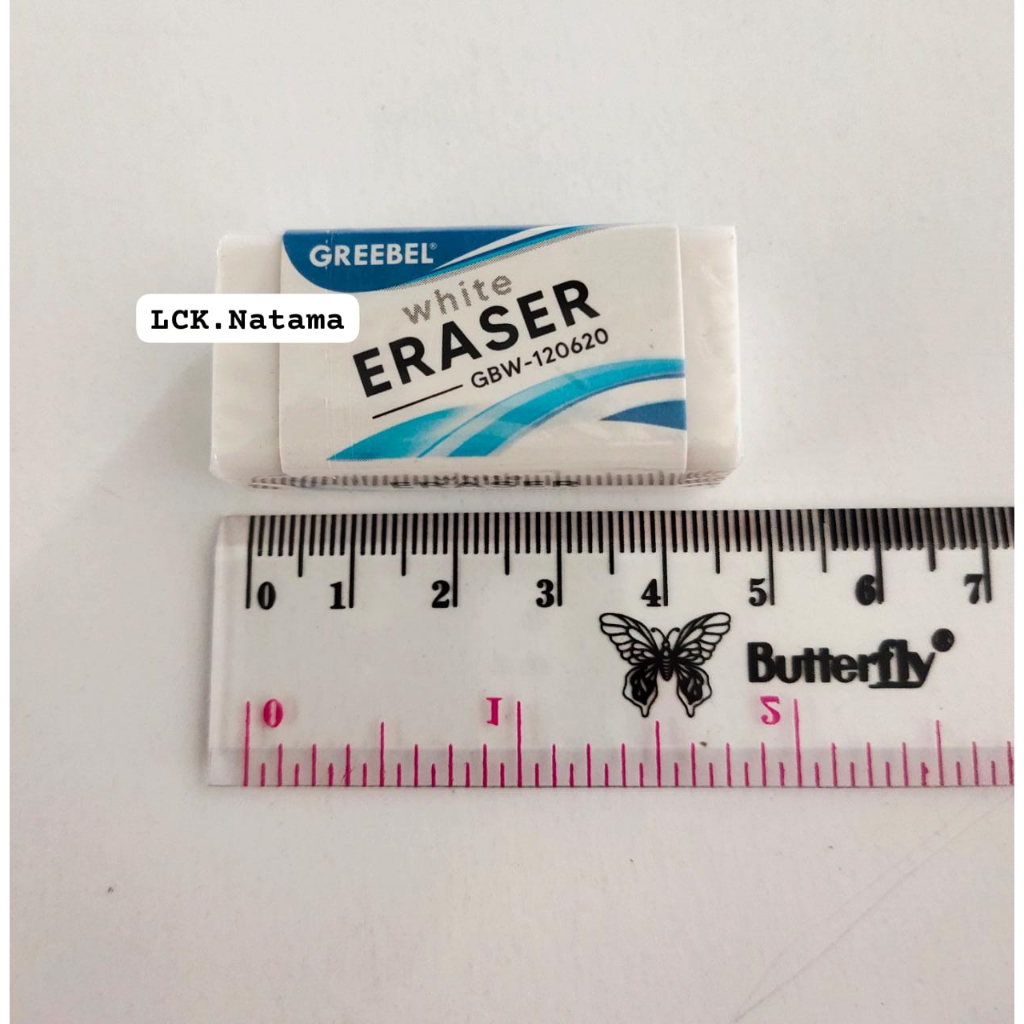 GREEBEL®
white
LCK.Natama
ERASER
GBW-120620
ERASER
0 1 2 3 4 5 6 7
Butterfly®
0 1 2